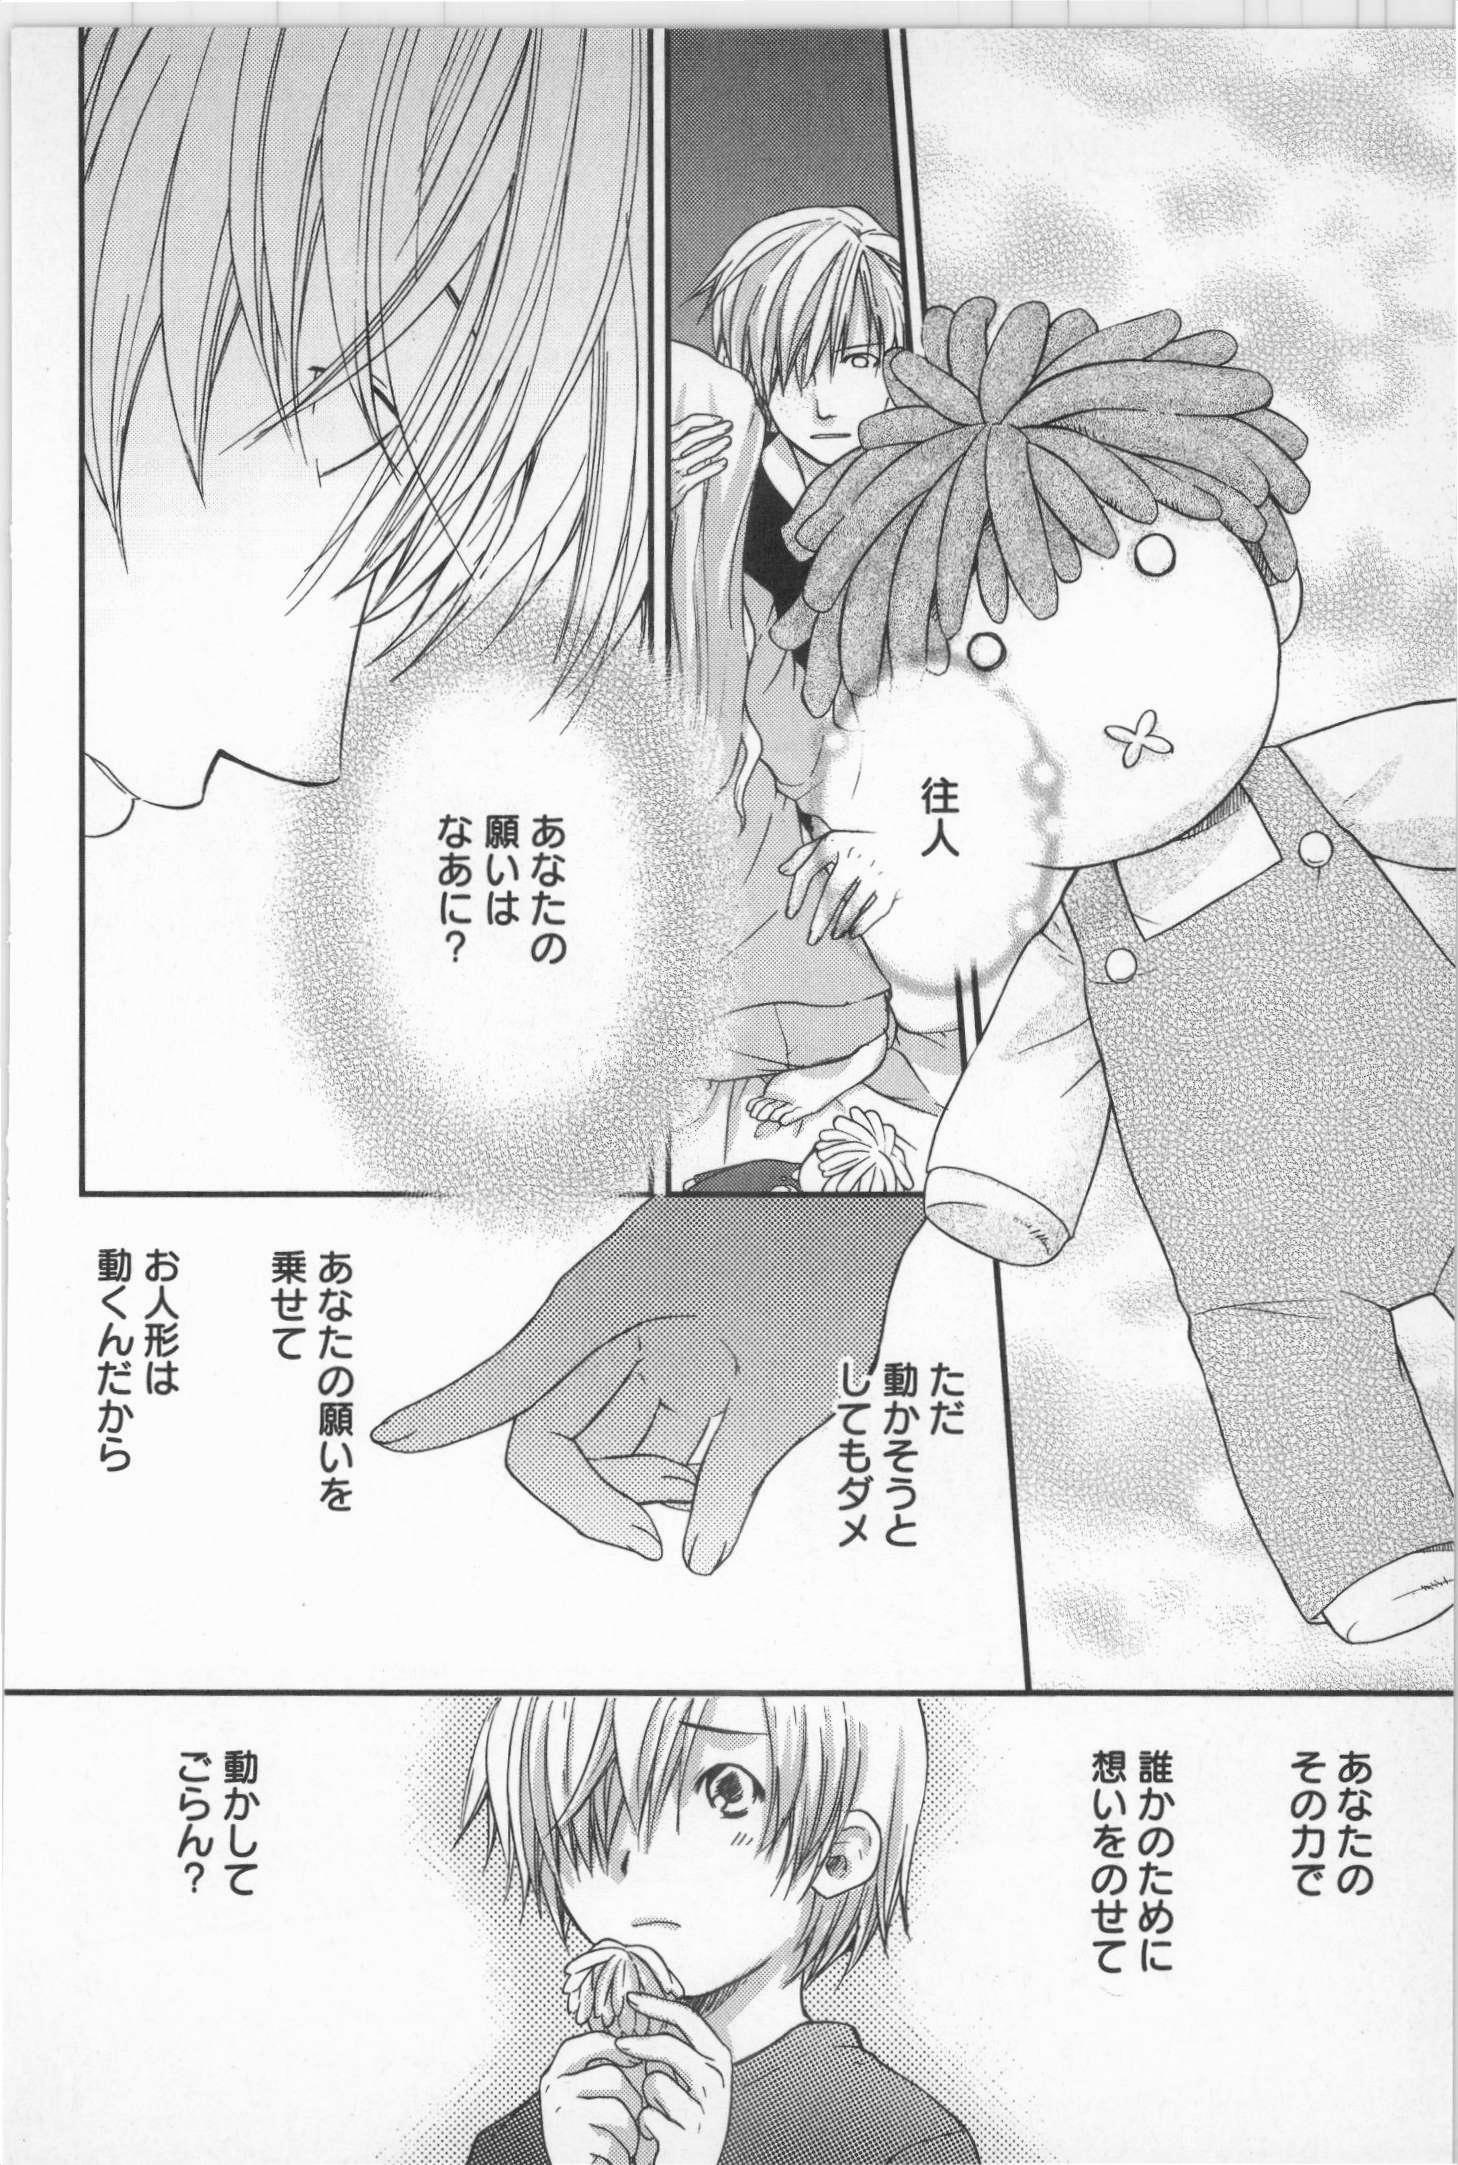 往人
あなたの
願いは
なあに?
ただ
動かそうと
してもダメ
あなたの願いを
乗せて
お人形は
動くんだから
あなたの
その力で
誰かのために
想いをのせて
動かして
ごらん?